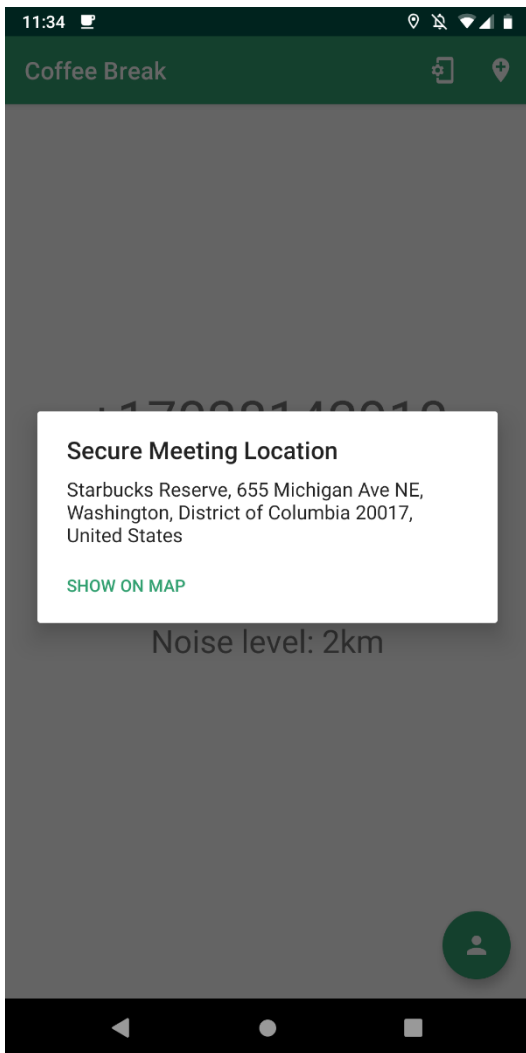 11:34
Coffee Break
Secure Meeting Location
Starbucks Reserve, 655 Michigan Ave NE,
Washington, District of Columbia 20017,
United States
SHOW ON MAP
Noise level: 2km